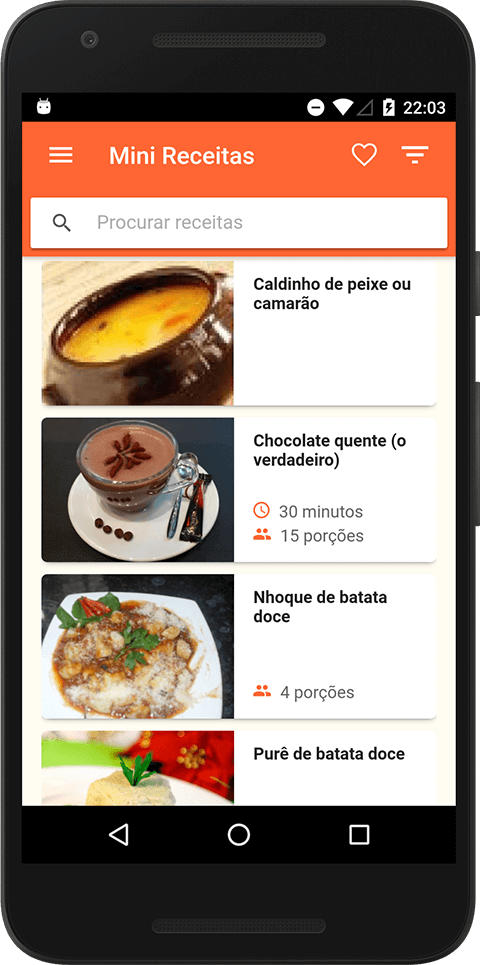 22:03
Mini Receitas
Procurar receitas
Caldinho de peixe ou
camarão
Chocolate quente (o
verdadeiro)
30 minutos
15 porções
Nhoque de batata
doce
4 porções
Purê de batata doce